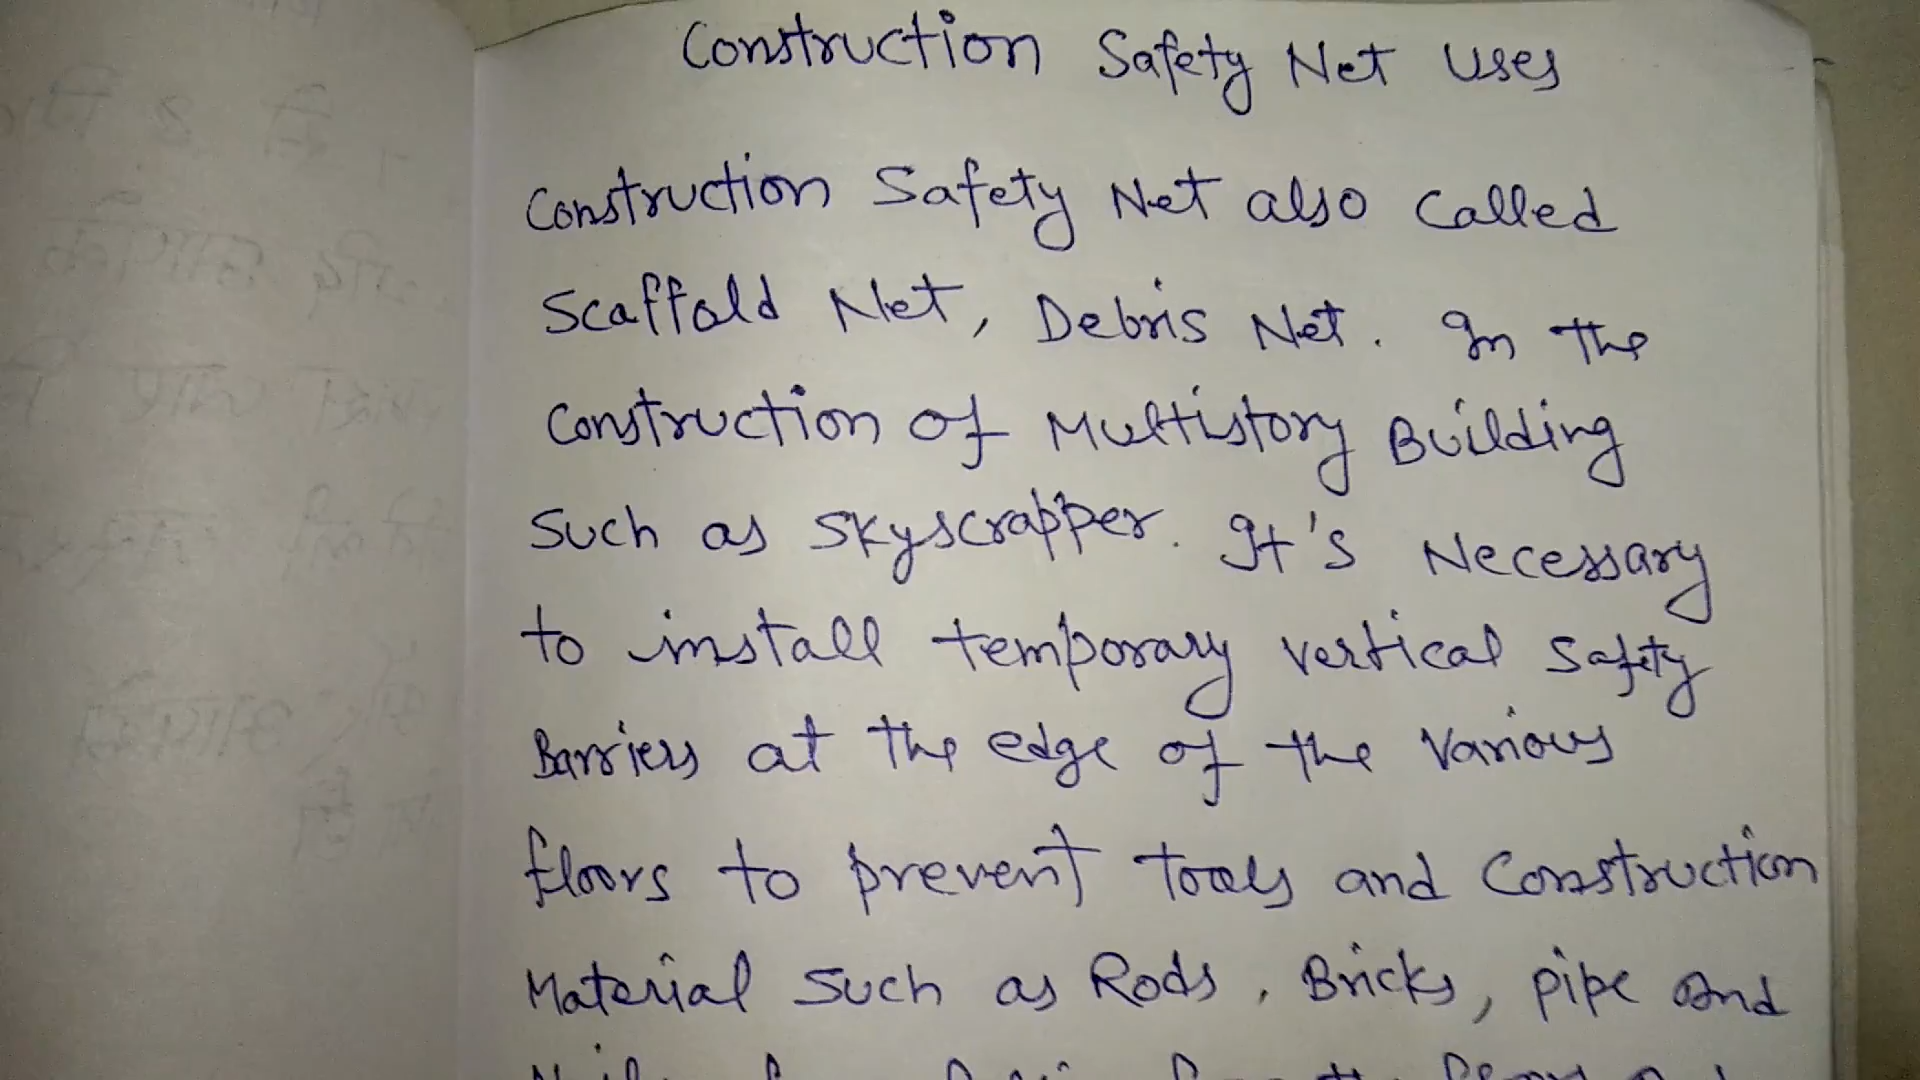 Construction Safety Net Uses
Construction Safety Net also called
Scaffold Net, Debris Net. In the
Construction of Multistory Building
Such as Skyscrapper. It's Necessary
to install temporary vertical Safety
Barriers at the edge of the Various
floors to prevent tools and Construction
Material Such as Rods, Bricks, pipe and